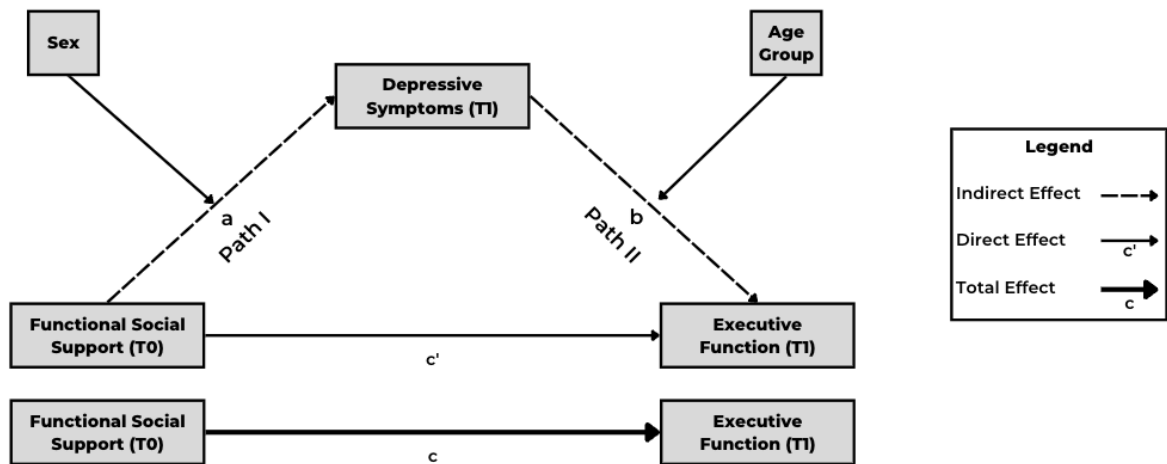 Sex
Age
Group
Depressive
Symptoms (T1)
a
Path I
b
Path II
Functional Social
Support (T0)
c'
Executive
Function (T1)
Functional Social
Support (T0)
c
Executive
Function (T1)
Legend
Indirect Effect
Direct Effect
c'
Total Effect
c